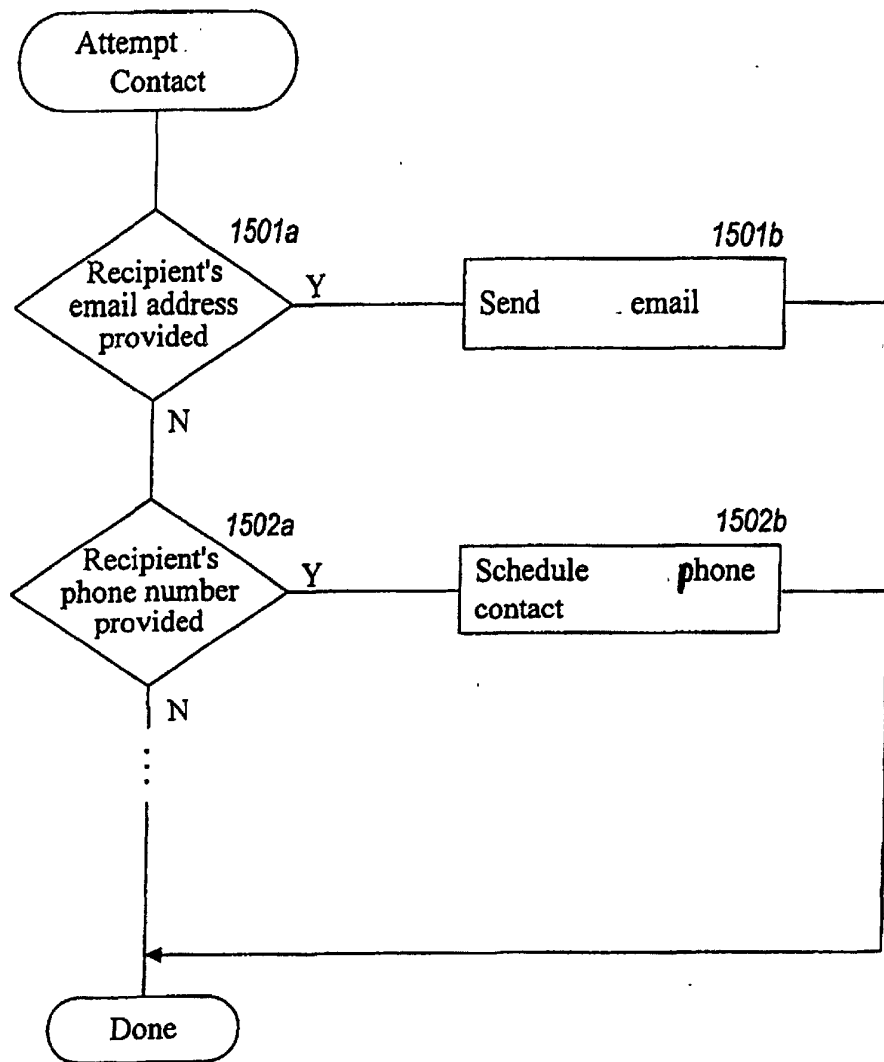 Attempt
Contact
1501a
Recipient's
email address
provided
Y
1501b
Send email
N
1502a
Recipient's
phone number
provided
Y
1502b
Schedule phone
contact
N
Done